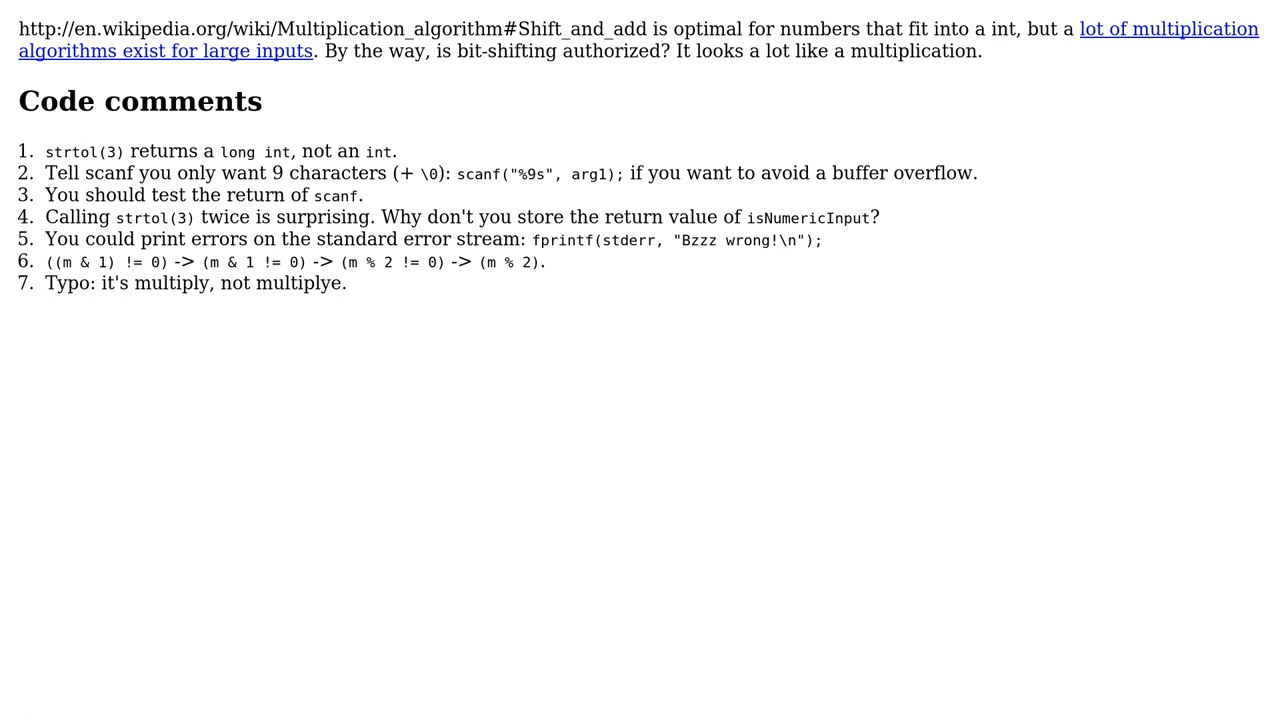 http://en.wikipedia.org/wiki/Multiplication_algorithm#Shift_and_add is optimal for numbers that fit into a int, but a lot of multiplication
algorithms exist for large inputs. By the way, is bit-shifting authorized? It looks a lot like a multiplication.
Code comments
1. strtol(3) returns a long int, not an int.
2. Tell scanf you only want 9 characters (+ \0): scanf("%9s", arg1); if you want to avoid a buffer overflow.
3. You should test the return of scanf.
4. Calling strtol(3) twice is surprising. Why don't you store the return value of isNumericInput?
5. You could print errors on the standard error stream: fprintf(stderr, "Bzzz wrong!\n");
6. ((m & 1) != 0) -> (m & 1 != 0) -> (m % 2 != 0) -> (m % 2).
7. Typo: it's multiply, not multiplye.